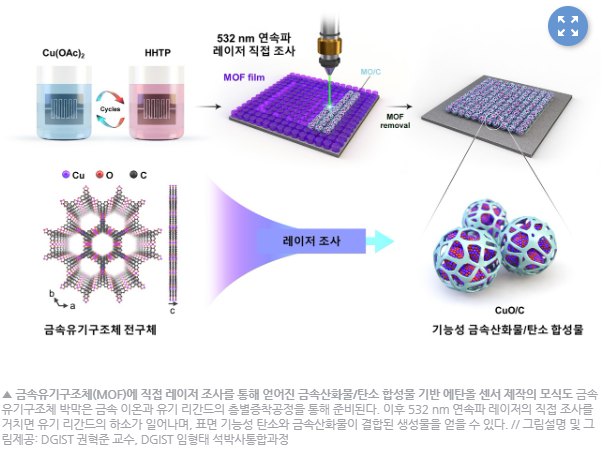 Cu(OAc)₂
HHTP
Cycles
532 nm 연속파
레이저 직접 조사
MOF film
MO/C
MOF
removal
Cu
O
C
b
a
c
금속유기구조체 전구체
레이저 조사
CuO/C
기능성 금속산화물/탄소 합성물
▲ 금속유기구조체(MOF)에 직접 레이저 조사를 통해 얻어진 금속산화물/탄소 합성물 기반 에탄올 센서 제작의 모식도 금속
유기구조체 박막은 금속 이온과 유기 리간드의 층별증착공정을 통해 준비된다. 이후 532 nm 연속파 레이저의 직접 조사를
거치면 유기 리간드의 하소가 일어나며, 표면 기능성 탄소와 금속산화물이 결합된 생성물을 얻을 수 있다. // 그림설명 및 그
림제공: DGIST 권혁준 교수, DGIST 임형태 석박사통합과정